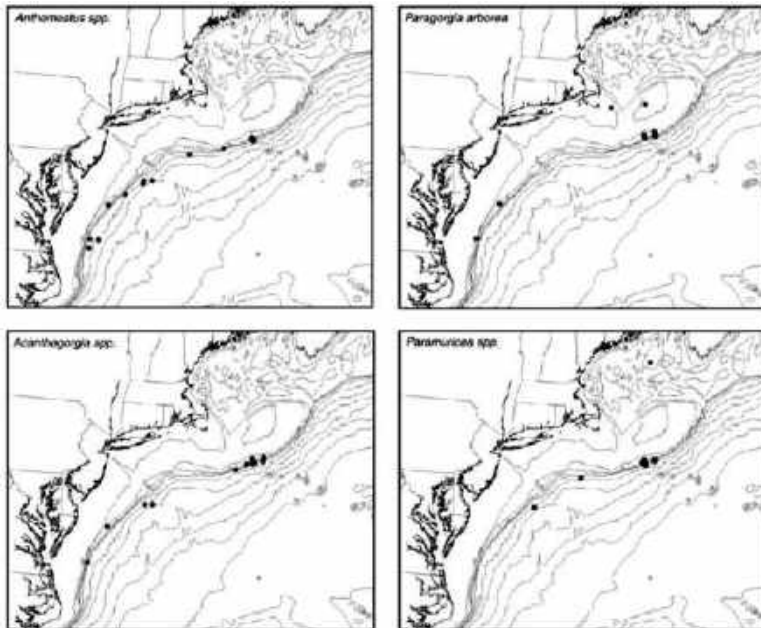 Anthomastus spp.
Paragorgia arborea
Acanthogorgia spp.
Paramuricea spp.